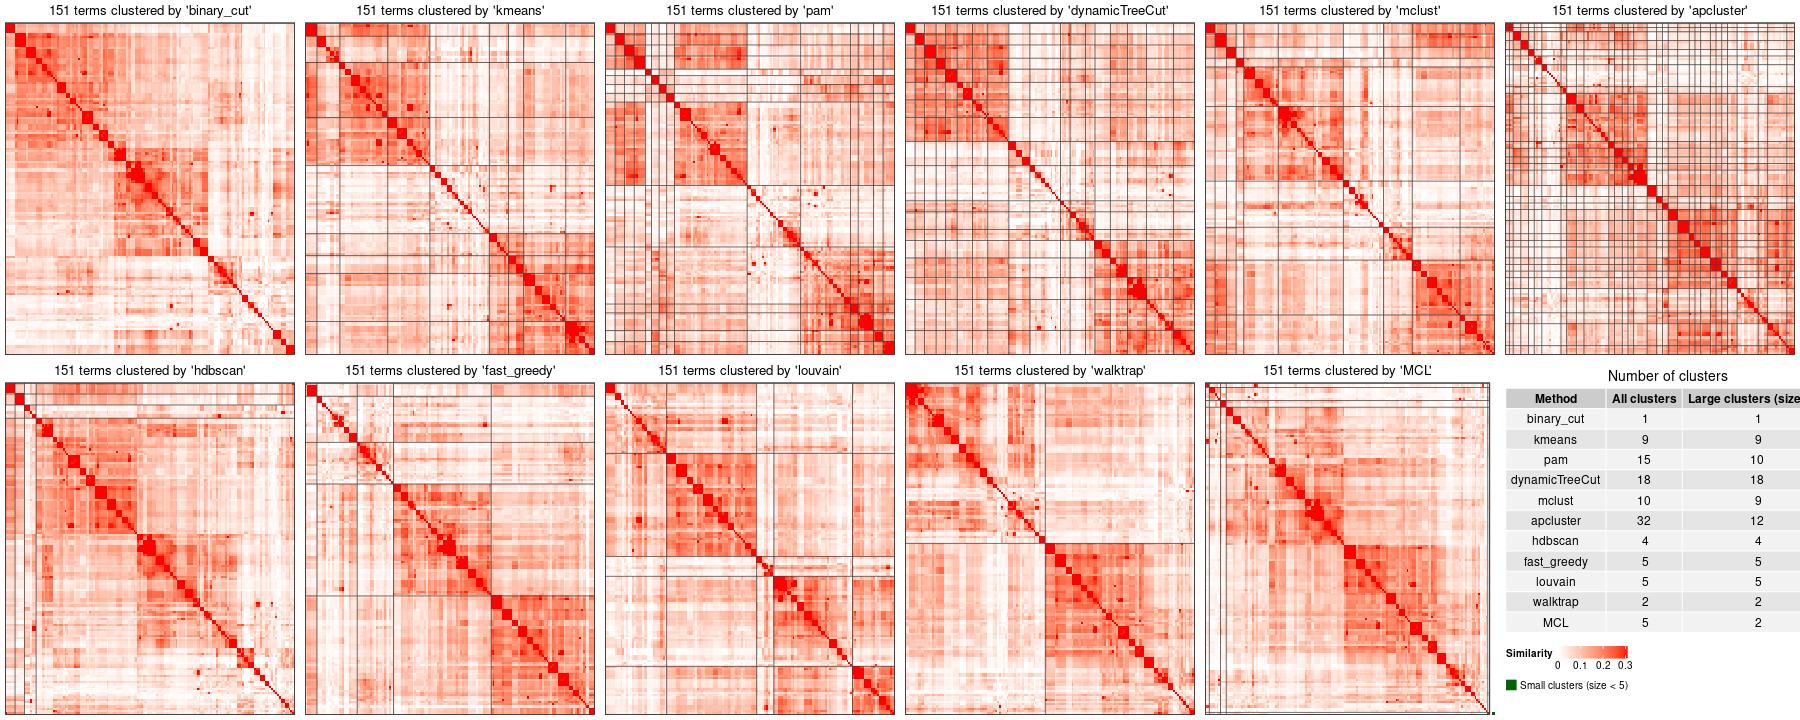 151 terms clustered by 'binary_cut'
151 terms clustered by 'kmeans'
151 terms clustered by 'pam'
151 terms clustered by 'dynamicTreeCut'
151 terms clustered by 'mclust'
151 terms clustered by 'apcluster'
151 terms clustered by 'hdbscan'
151 terms clustered by 'fast_greedy'
151 terms clustered by 'louvain'
151 terms clustered by 'walktrap'
151 terms clustered by 'MCL'
Number of clusters
Method All clusters Large clusters (size
binary_cut 1 1
kmeans 9 9
pam 15 10
dynamicTreeCut 18 18
mclust 10 9
apcluster 32 12
hdbscan 4 4
fast_greedy 5 5
louvain 5 5
walktrap 2 2
MCL 5 2
Similarity
0 0.1 0.2 0.3
Small clusters (size < 5)